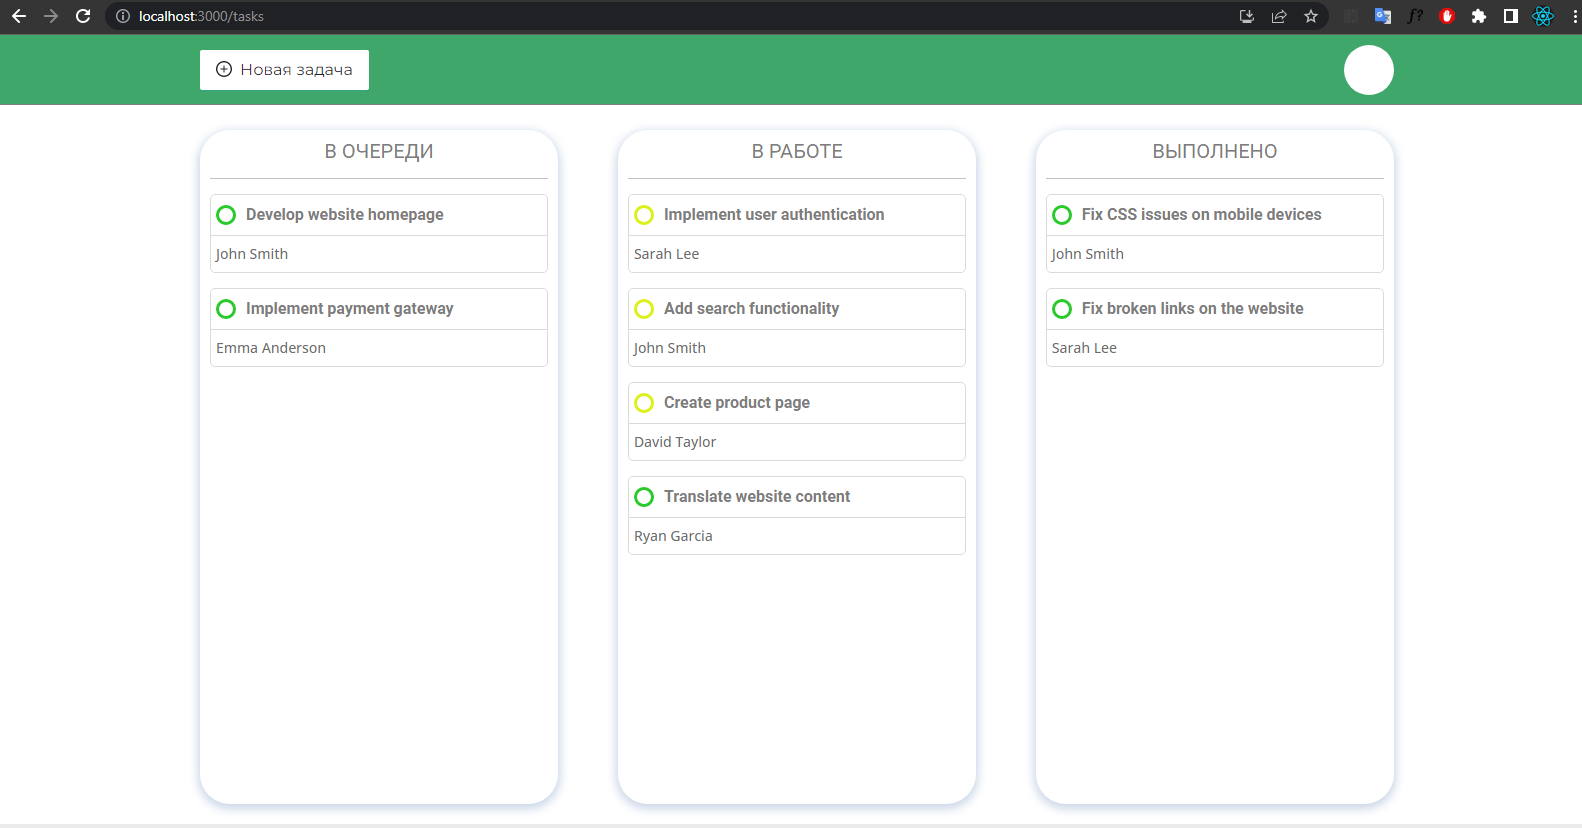 localhost:3000/tasks
Новая задача
В ОЧЕРЕДИ
Develop website homepage
John Smith
Implement payment gateway
Emma Anderson
В РАБОТЕ
Implement user authentication
Sarah Lee
Add search functionality
John Smith
Create product page
David Taylor
Translate website content
Ryan Garcia
ВЫПОЛНЕНО
Fix CSS issues on mobile devices
John Smith
Fix broken links on the website
Sarah Lee